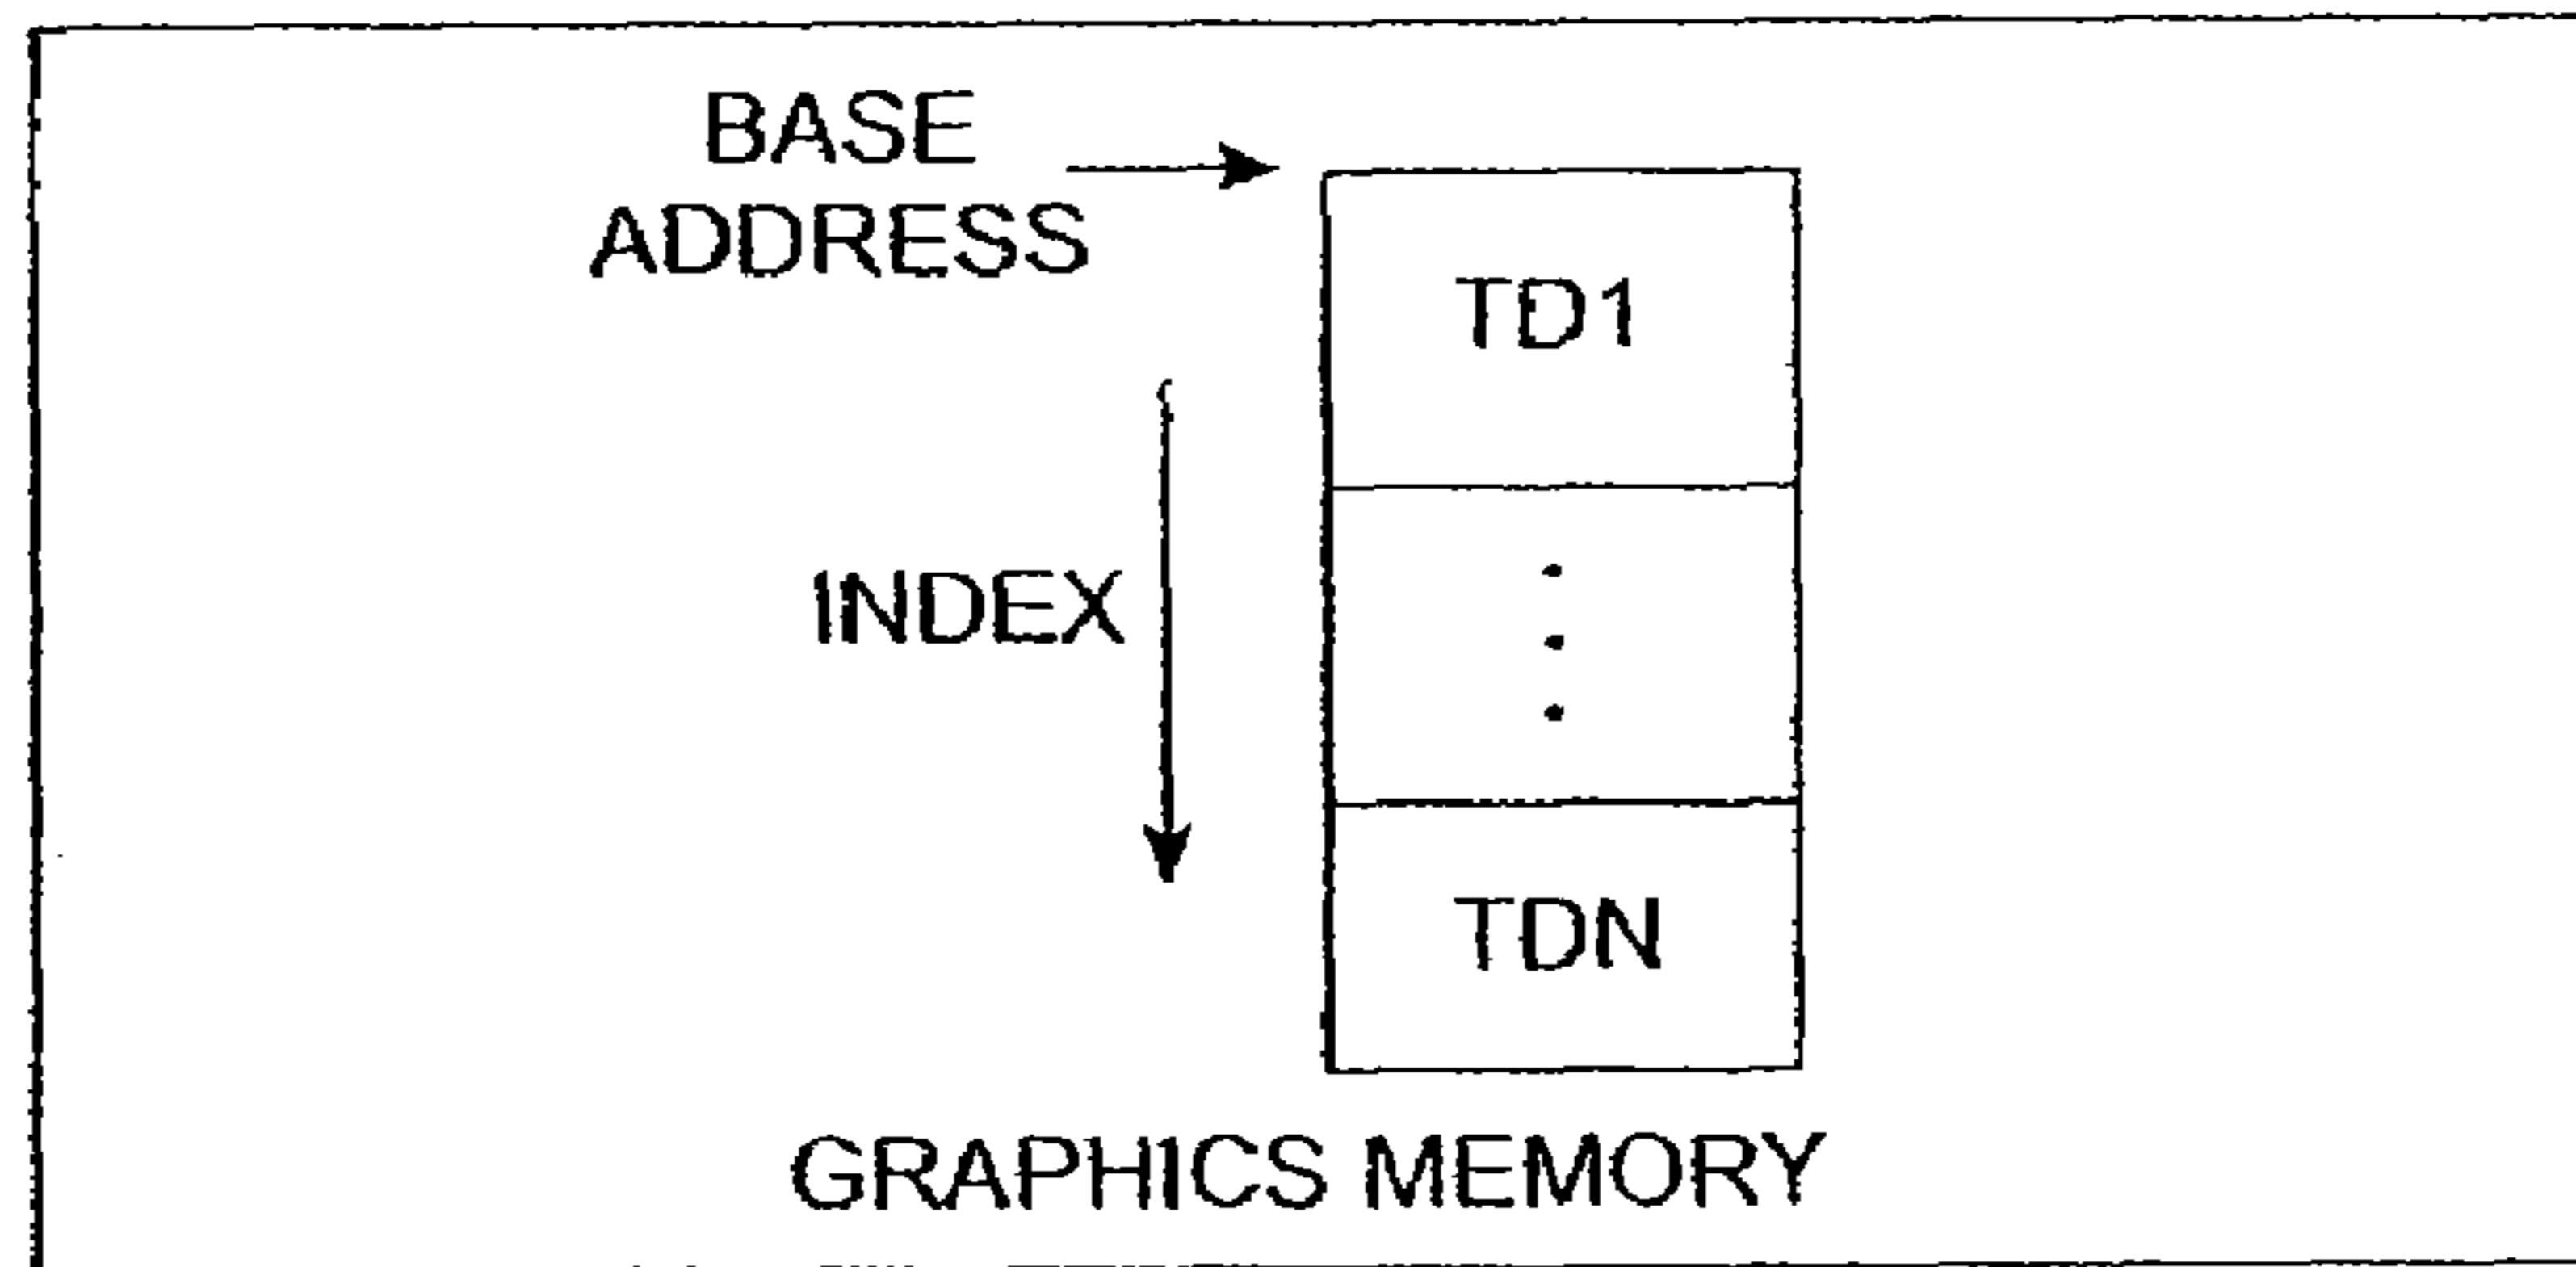 BASE
ADDRESS
TD1
INDEX
TDN
GRAPHICS MEMORY